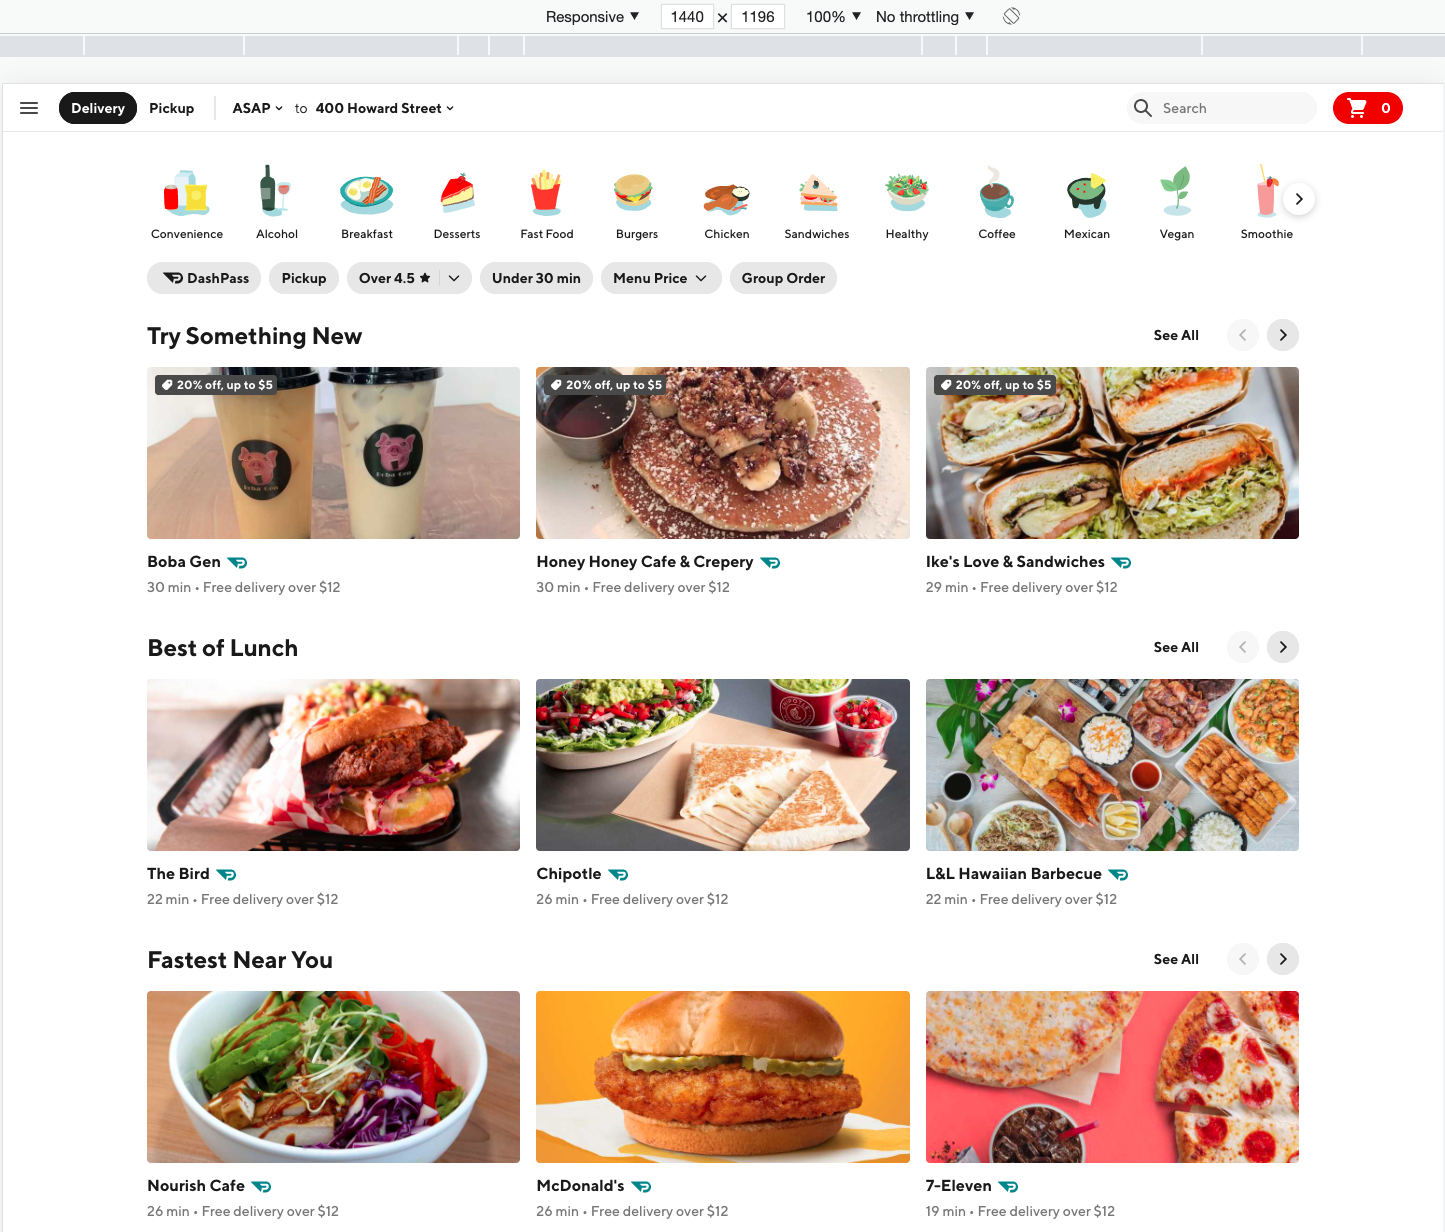 Responsive ▼ 1440 × 1196 100% ▼ No throttling ▼
Delivery Pickup ASAP to 400 Howard Street Search 0
Convenience Alcohol Breakfast Desserts Fast Food Burgers Chicken Sandwiches Healthy Coffee Mexican Vegan Smoothie
DashPass Pickup Over 4.5 ★ Under 30 min Menu Price Group Order
Try Something New See All
20% off, up to $5 20% off, up to $5 20% off, up to $5
Boba Gen Honey Honey Cafe & Crepery Ike's Love & Sandwiches
30 min • Free delivery over $12 30 min • Free delivery over $12 29 min • Free delivery over $12
Best of Lunch See All
The Bird Chipotle L&L Hawaiian Barbecue
22 min • Free delivery over $12 26 min • Free delivery over $12 22 min • Free delivery over $12
Fastest Near You See All
Nourish Cafe McDonald's 7-Eleven
26 min • Free delivery over $12 26 min • Free delivery over $12 19 min • Free delivery over $12